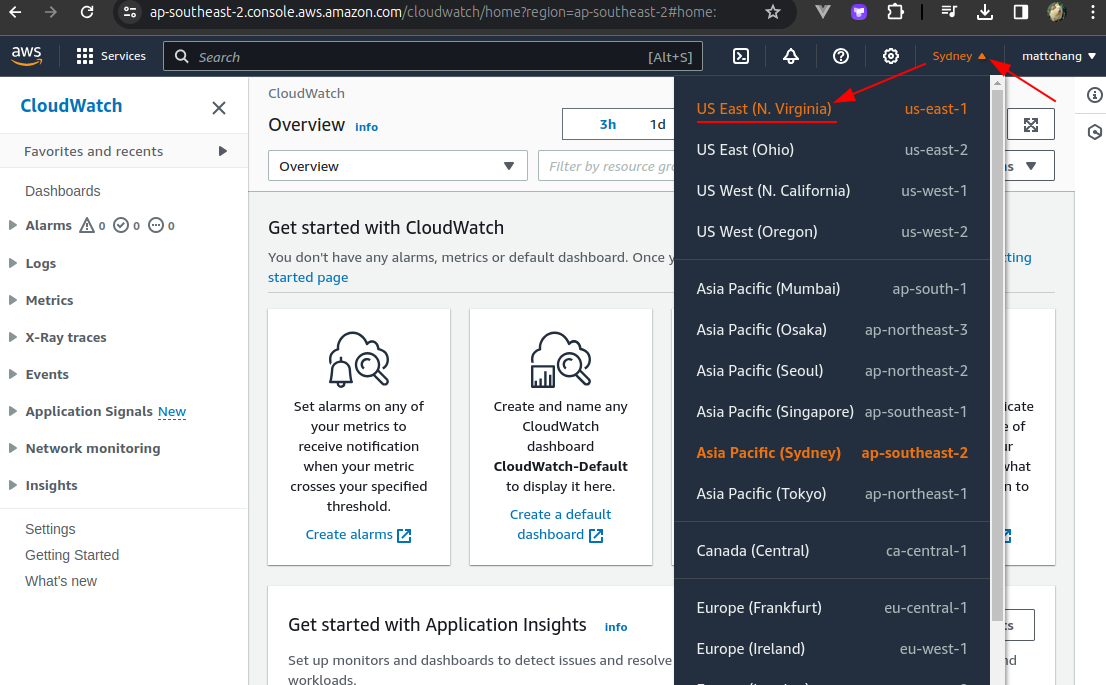 ap-southeast-2.console.aws.amazon.com/cloudwatch/home?region=ap-southeast-2#home:
aws
Services
Search
[Alt+S]
Sydney
mattchang
CloudWatch
Favorites and recents
Dashboards
Alarms 0 0 0
Logs
Metrics
X-Ray traces
Events
Application Signals New
Network monitoring
Insights
Settings
Getting Started
What's new
CloudWatch
Overview info
3h 1d
Overview
Filter by resource
Get started with CloudWatch
You don't have any alarms, metrics or default dashboard. Once
started page
Set alarms on any of
your metrics to
receive notification
when your metric
crosses your specified
threshold.
Create alarms
Create and name any
CloudWatch
dashboard
CloudWatch-Default
to display it here.
Create a default
dashboard
of
to
Get started with Application Insights info
Set up monitors and dashboards to detect issues and resolve
workloads.
US East (N. Virginia) us-east-1
US East (Ohio) us-east-2
US West (N. California) us-west-1
US West (Oregon) us-west-2
Asia Pacific (Mumbai) ap-south-1
Asia Pacific (Osaka) ap-northeast-3
Asia Pacific (Seoul) ap-northeast-2
Asia Pacific (Singapore) ap-southeast-1
Asia Pacific (Sydney) ap-southeast-2
Asia Pacific (Tokyo) ap-northeast-1
Canada (Central) ca-central-1
Europe (Frankfurt) eu-central-1
Europe (Ireland) eu-west-1